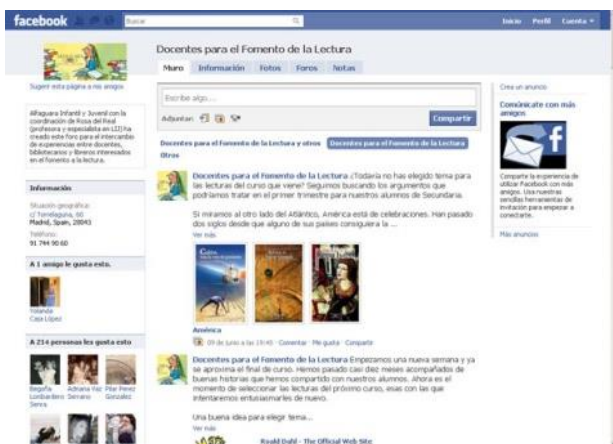 facebook
Buscar
Inicio Perfil Cuenta
Docentes para el Fomento de la Lectura
Muro Información Fotos Foros Notas
Sugerir esta página a mis amigos
Alfaguara Infantil y Juvenil con la
coordinación de Rosa del Real
(profesora y especialista en LIJ) ha
creado este foro para el intercambio
de experiencias entre docentes,
bibliotecarios y libreros interesados
en el fomento a la lectura.
Información
Situación geográfica:
c/ Torrelaguna, 60
Madrid, Spain, 28043
Teléfono:
91 744 90 60
A 1 amigo le gusta esto.
Yolanda
Caja López
A 214 personas les gusta esto
Begoña
Lombardero
Serra
Adriana Vaz
Serrano
Pilar Pérez
González
Escribe algo...
Adjuntar:
Compartir
Docentes para el Fomento de la Lectura y otros Docentes para el Fomento de la Lectura
Otros
Docentes para el Fomento de la Lectura ¿Todavía no has elegido tema para
las lecturas del curso que viene? Seguimos buscando los argumentos que
podríamos tratar en el primer trimestre para nuestros alumnos de Secundaria.
Si miramos al otro lado del Atlántico, América está de celebraciones. Han pasado
dos siglos desde que alguno de sus países consiguiera la ...
Ver más
América
09 de junio a las 19:45 · Comentar · Me gusta · Compartir
Docentes para el Fomento de la Lectura Empezamos una nueva semana y ya
se aproxima el final de curso. Hemos pasado casi diez meses acompañados de
buenas historias que hemos compartido con nuestros alumnos. Ahora es el
momento de seleccionar las lecturas del próximo curso, esas con las que
intentaremos entusiasmarles de nuevo.
Una buena idea para elegir tema...
Ver más
Roald Dahl - The Official Web Site
Crea un anuncio
Comunícate con más
amigos
Comparte la experiencia de
utilizar Facebook con más
amigos. Usa nuestras
sencillas herramientas de
invitación para empezar a
conectarte.
Más anuncios